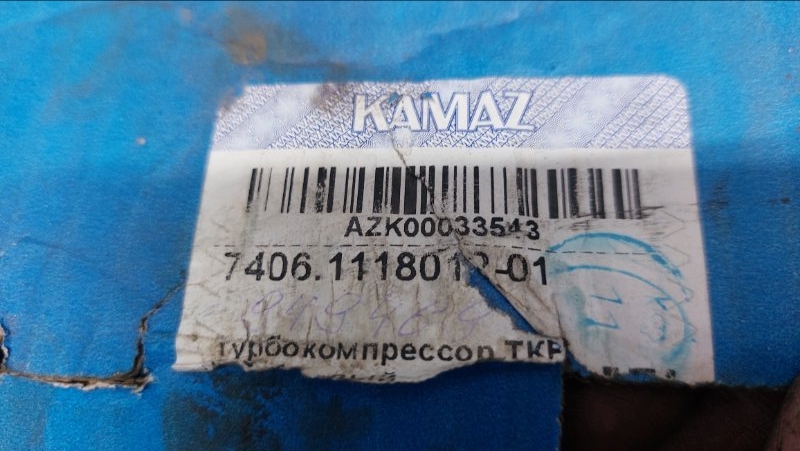 KAMAZ
AZK00033543
7406.1118012-01
турбокомпрессор ТКР